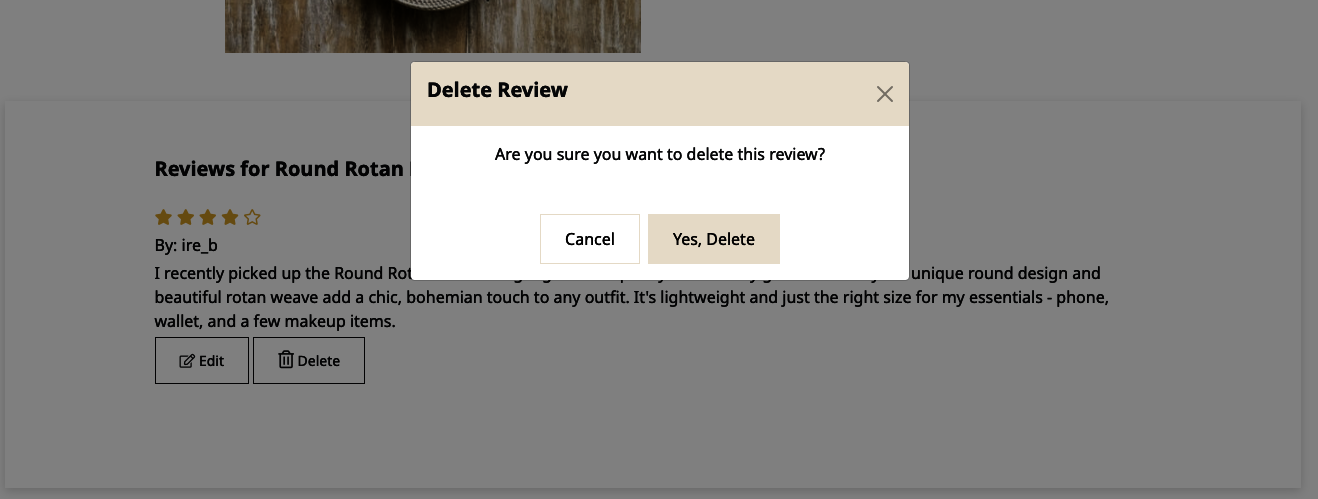 Delete Review
Are you sure you want to delete this review?
Cancel
Yes, Delete
Reviews for Round Rotan
By: ire_b
I recently picked up the Round unique round design and
beautiful rotan weave add a chic, bohemian touch to any outfit. It's lightweight and just the right size for my essentials - phone,
wallet, and a few makeup items.
Edit
Delete